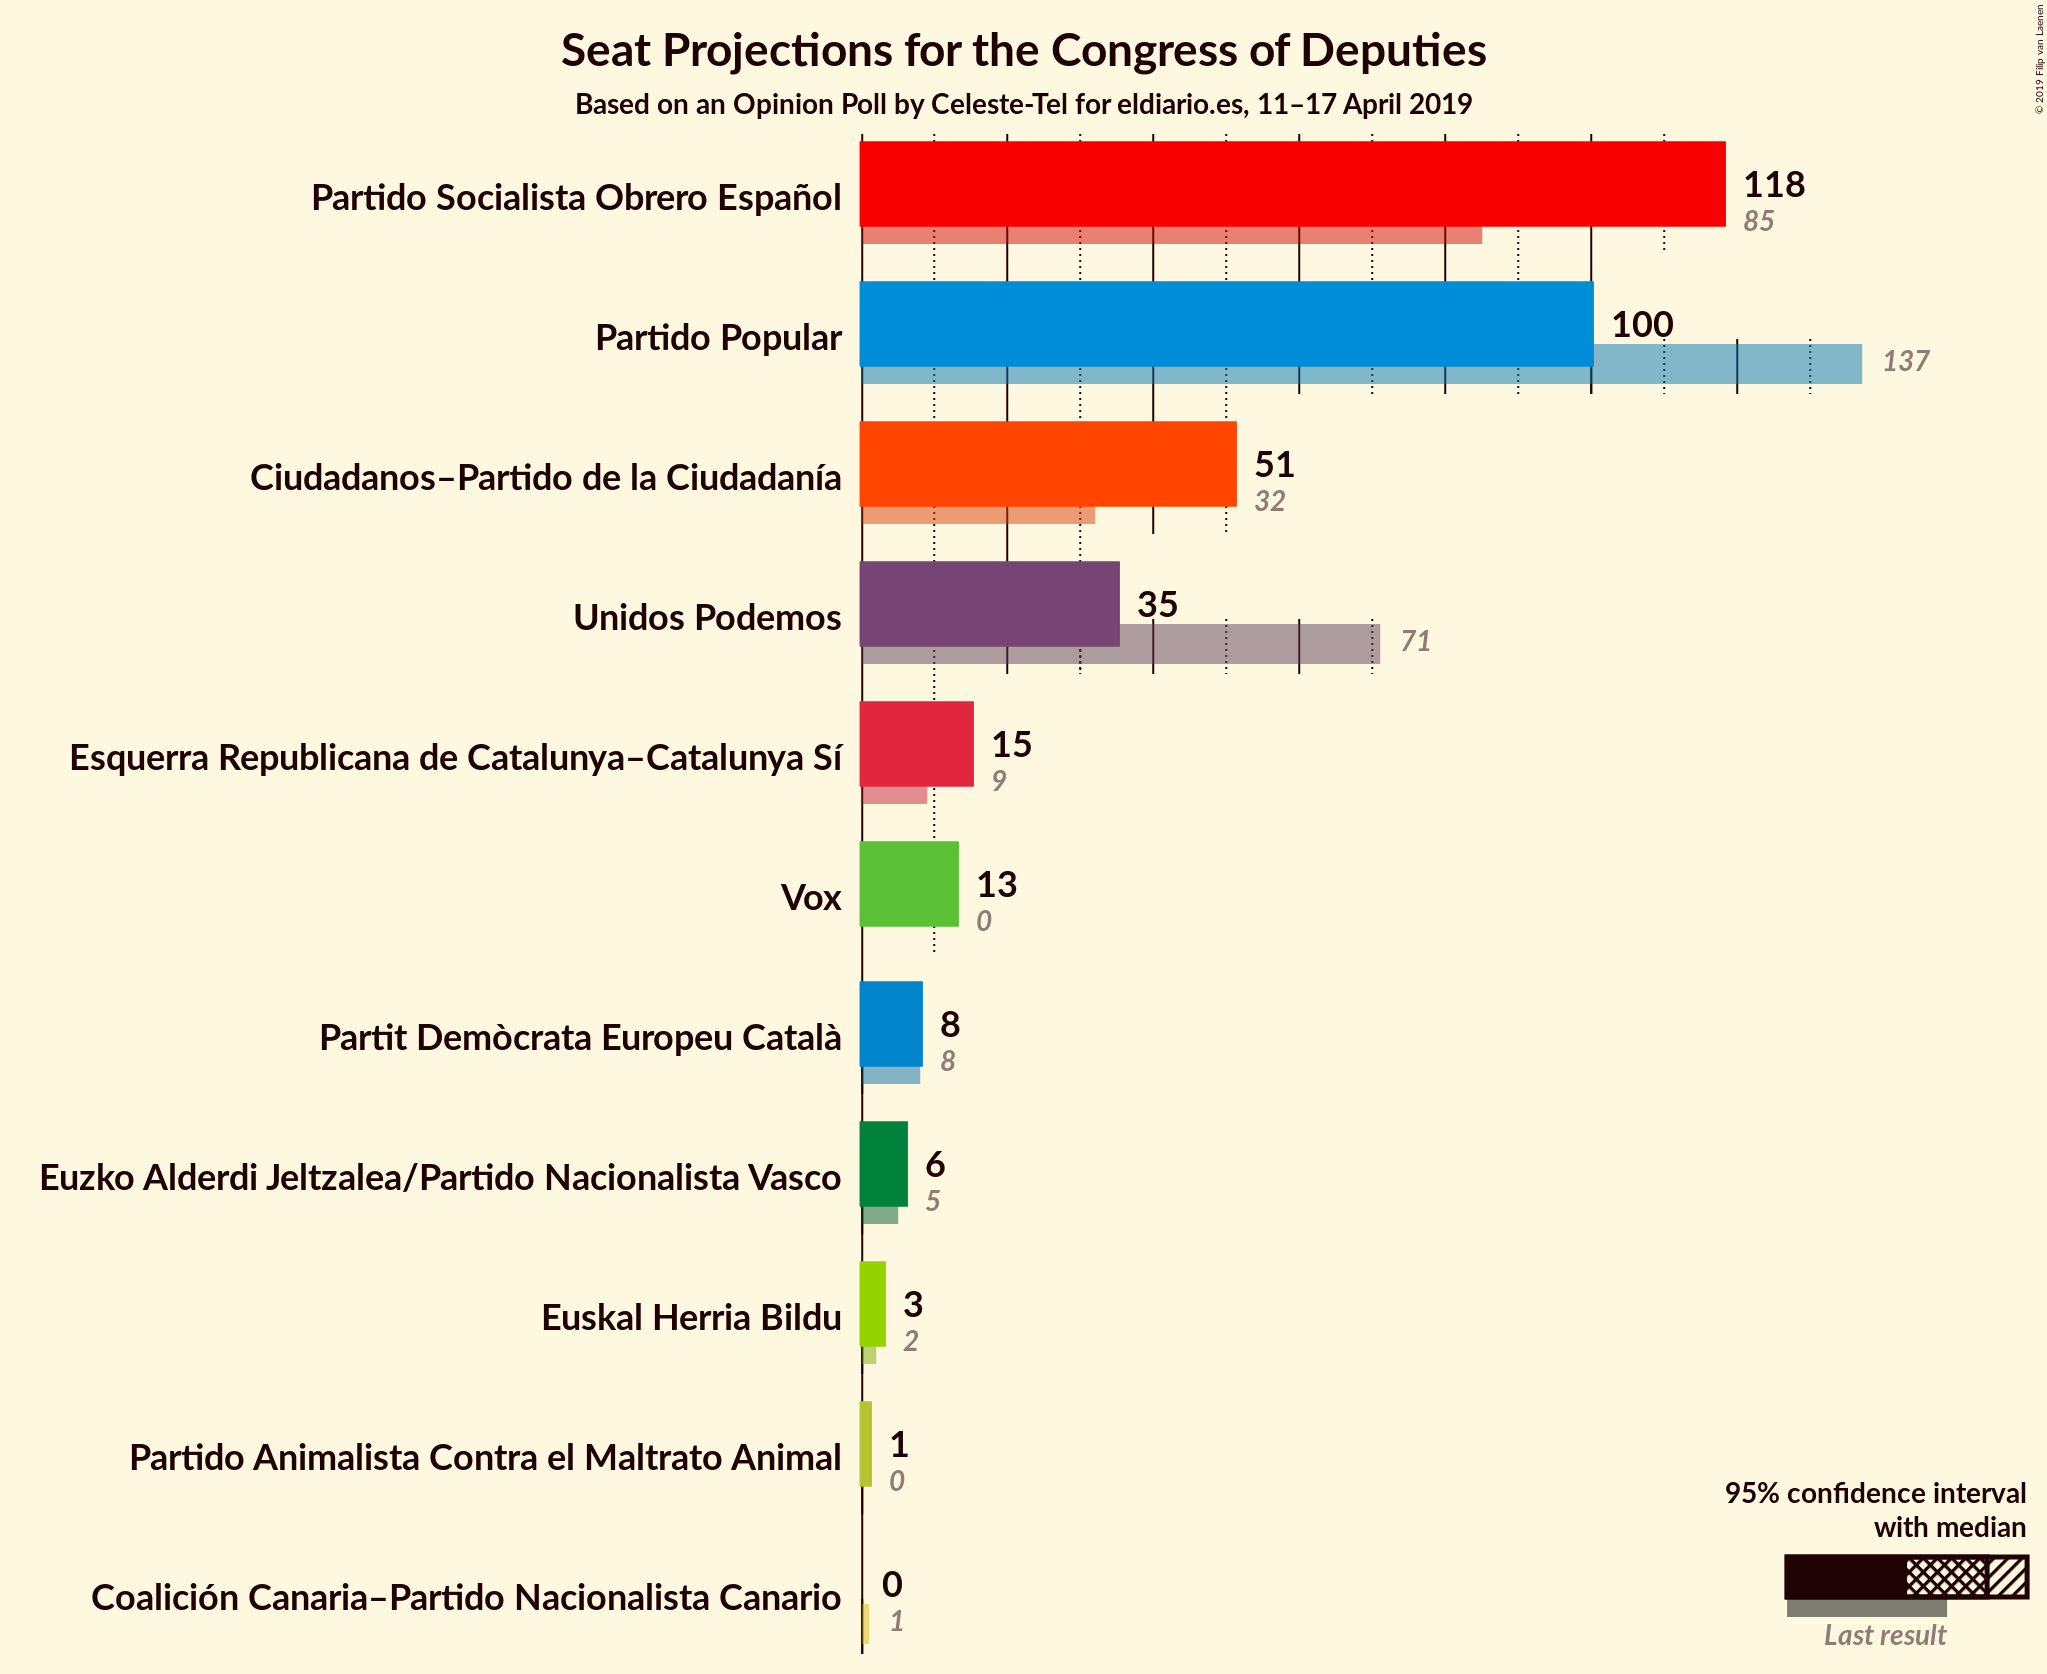 Seat Projections for the Congress of Deputies
Based on an Opinion Poll by Celeste-Tel for eldiario.es, 11–17 April 2019
© 2019 Filip van Laenen
Partido Socialista Obrero Español
118
85
Partido Popular
100
137
Ciudadanos–Partido de la Ciudadanía
51
32
Unidos Podemos
35
71
Esquerra Republicana de Catalunya–Catalunya Sí
15
9
Vox
13
0
Partit Demòcrata Europeu Català
8
8
Euzko Alderdi Jeltzalea/Partido Nacionalista Vasco
6
5
Euskal Herria Bildu
3
2
Partido Animalista Contra el Maltrato Animal
1
0
Coalición Canaria–Partido Nacionalista Canario
0
1
95% confidence interval
with median
Last result